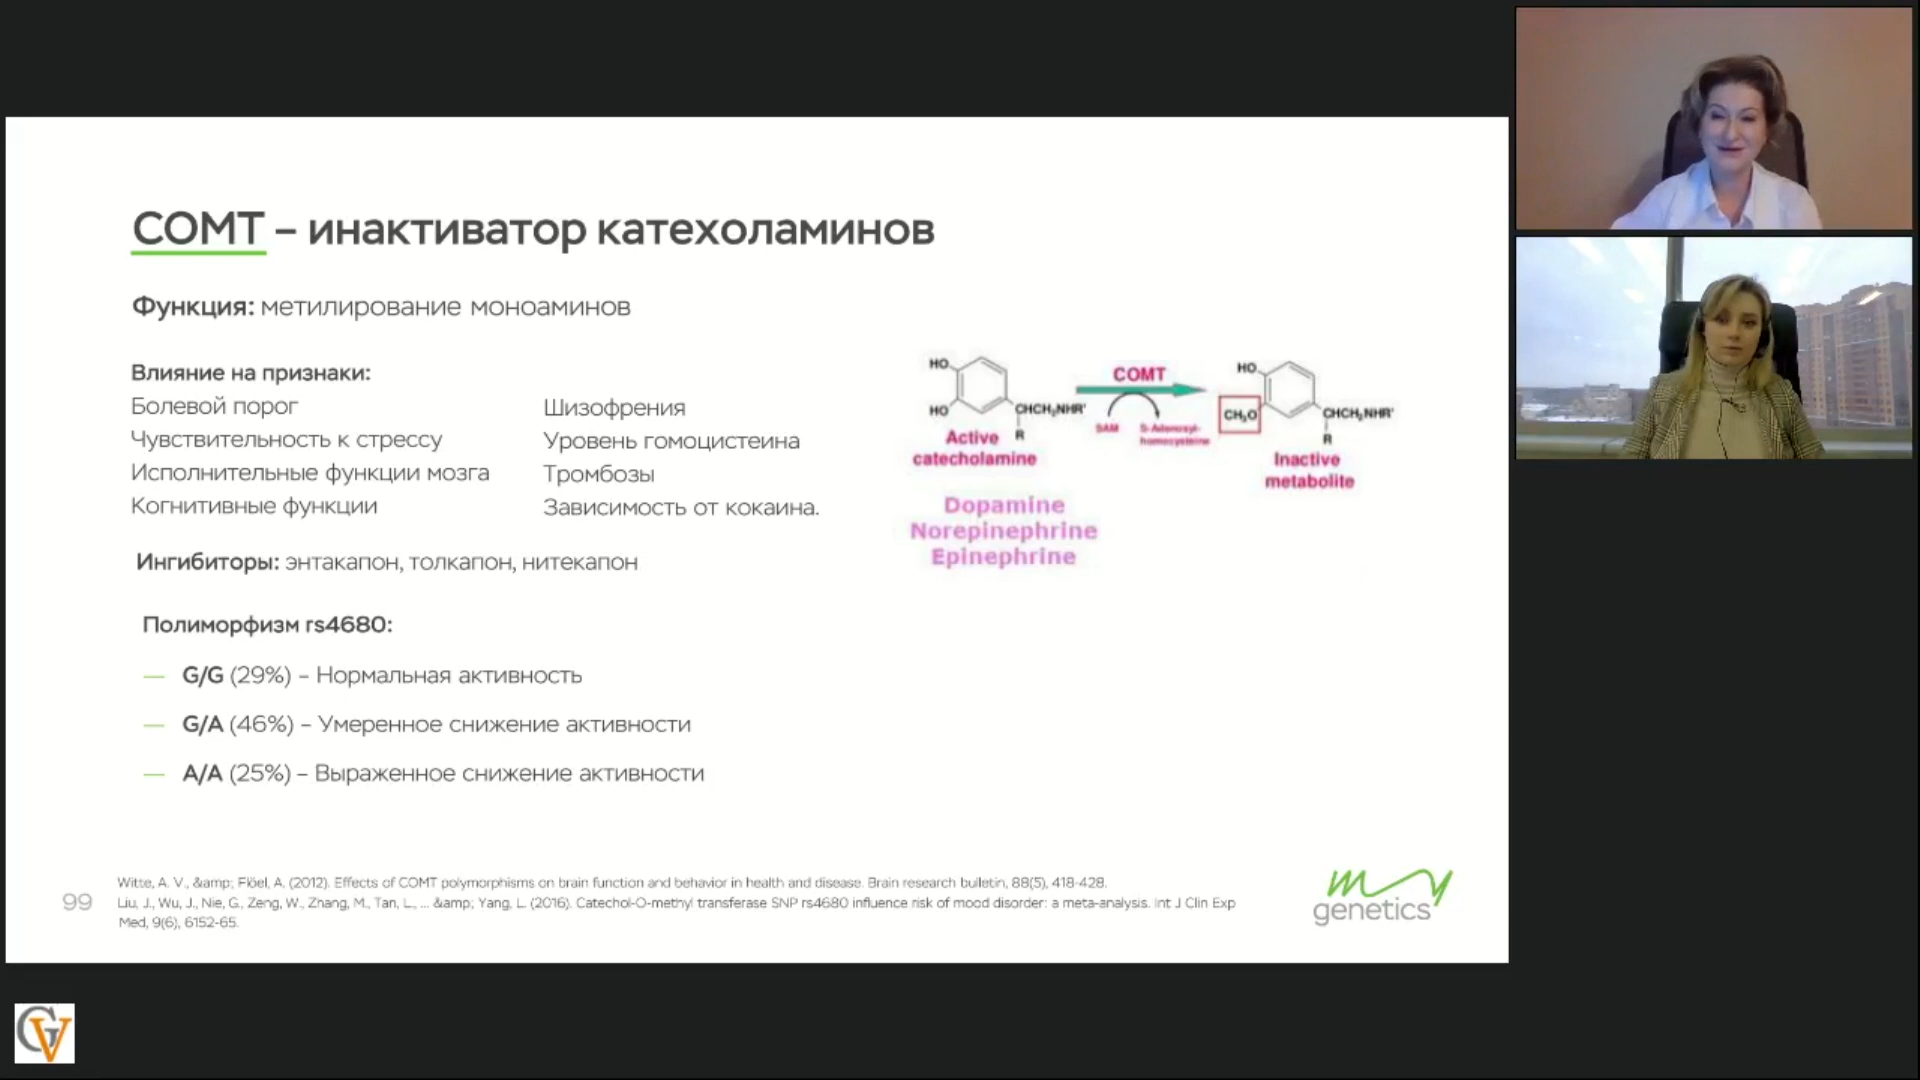 COMT – инактиватор катехоламинов
Функция: метилирование моноаминов
Влияние на признаки:
Болевой порог
Чувствительность к стрессу
Исполнительные функции мозга
Когнитивные функции
Шизофрения
Уровень гомоцистеина
Тромбозы
Зависимость от кокаина.
Ингибиторы: энтакапон, толкапон, нитекапон
HO
HO
CHCH₂NHR'
R
Active
catecholamine
COMT
SAM
S-Adenosyl-
homocysteine
HO
CH₃O
CHCH₂NHR'
R
Inactive
metabolite
Dopamine
Norepinephrine
Epinephrine
Полиморфизм rs4680:
— G/G (29%) – Нормальная активность
— G/A (46%) – Умеренное снижение активности
— A/A (25%) – Выраженное снижение активности
99
Witte, A. V., &amp; Flöel, A. (2012). Effects of COMT polymorphisms on brain function and behavior in health and disease. Brain research bulletin, 88(5), 418-428.
Liu, J., Wu, J., Nie, G., Zeng, W., Zhang, M., Tan, L., ... &amp; Yang, L. (2016). Catechol-O-methyl transferase SNP rs4680 influence risk of mood disorder: a meta-analysis. Int J Clin Exp
Med, 9(6), 6152-65.
my
genetics
GV